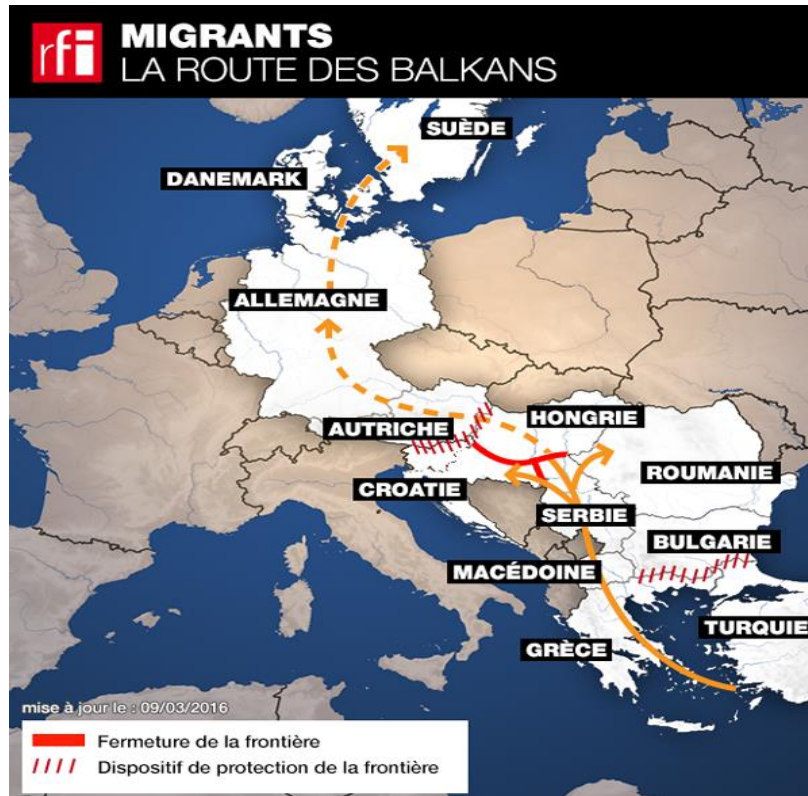 rfi
MIGRANTS
LA ROUTE DES BALKANS
SUÈDE
DANEMARK
ALLEMAGNE
AUTRICHE
HONGRIE
ROUMANIE
CROATIE
SERBIE
BULGARIE
MACÉDOINE
TURQUIE
GRÈCE
mise à jour le : 09/03/2016
Fermeture de la frontière
Dispositif de protection de la frontière